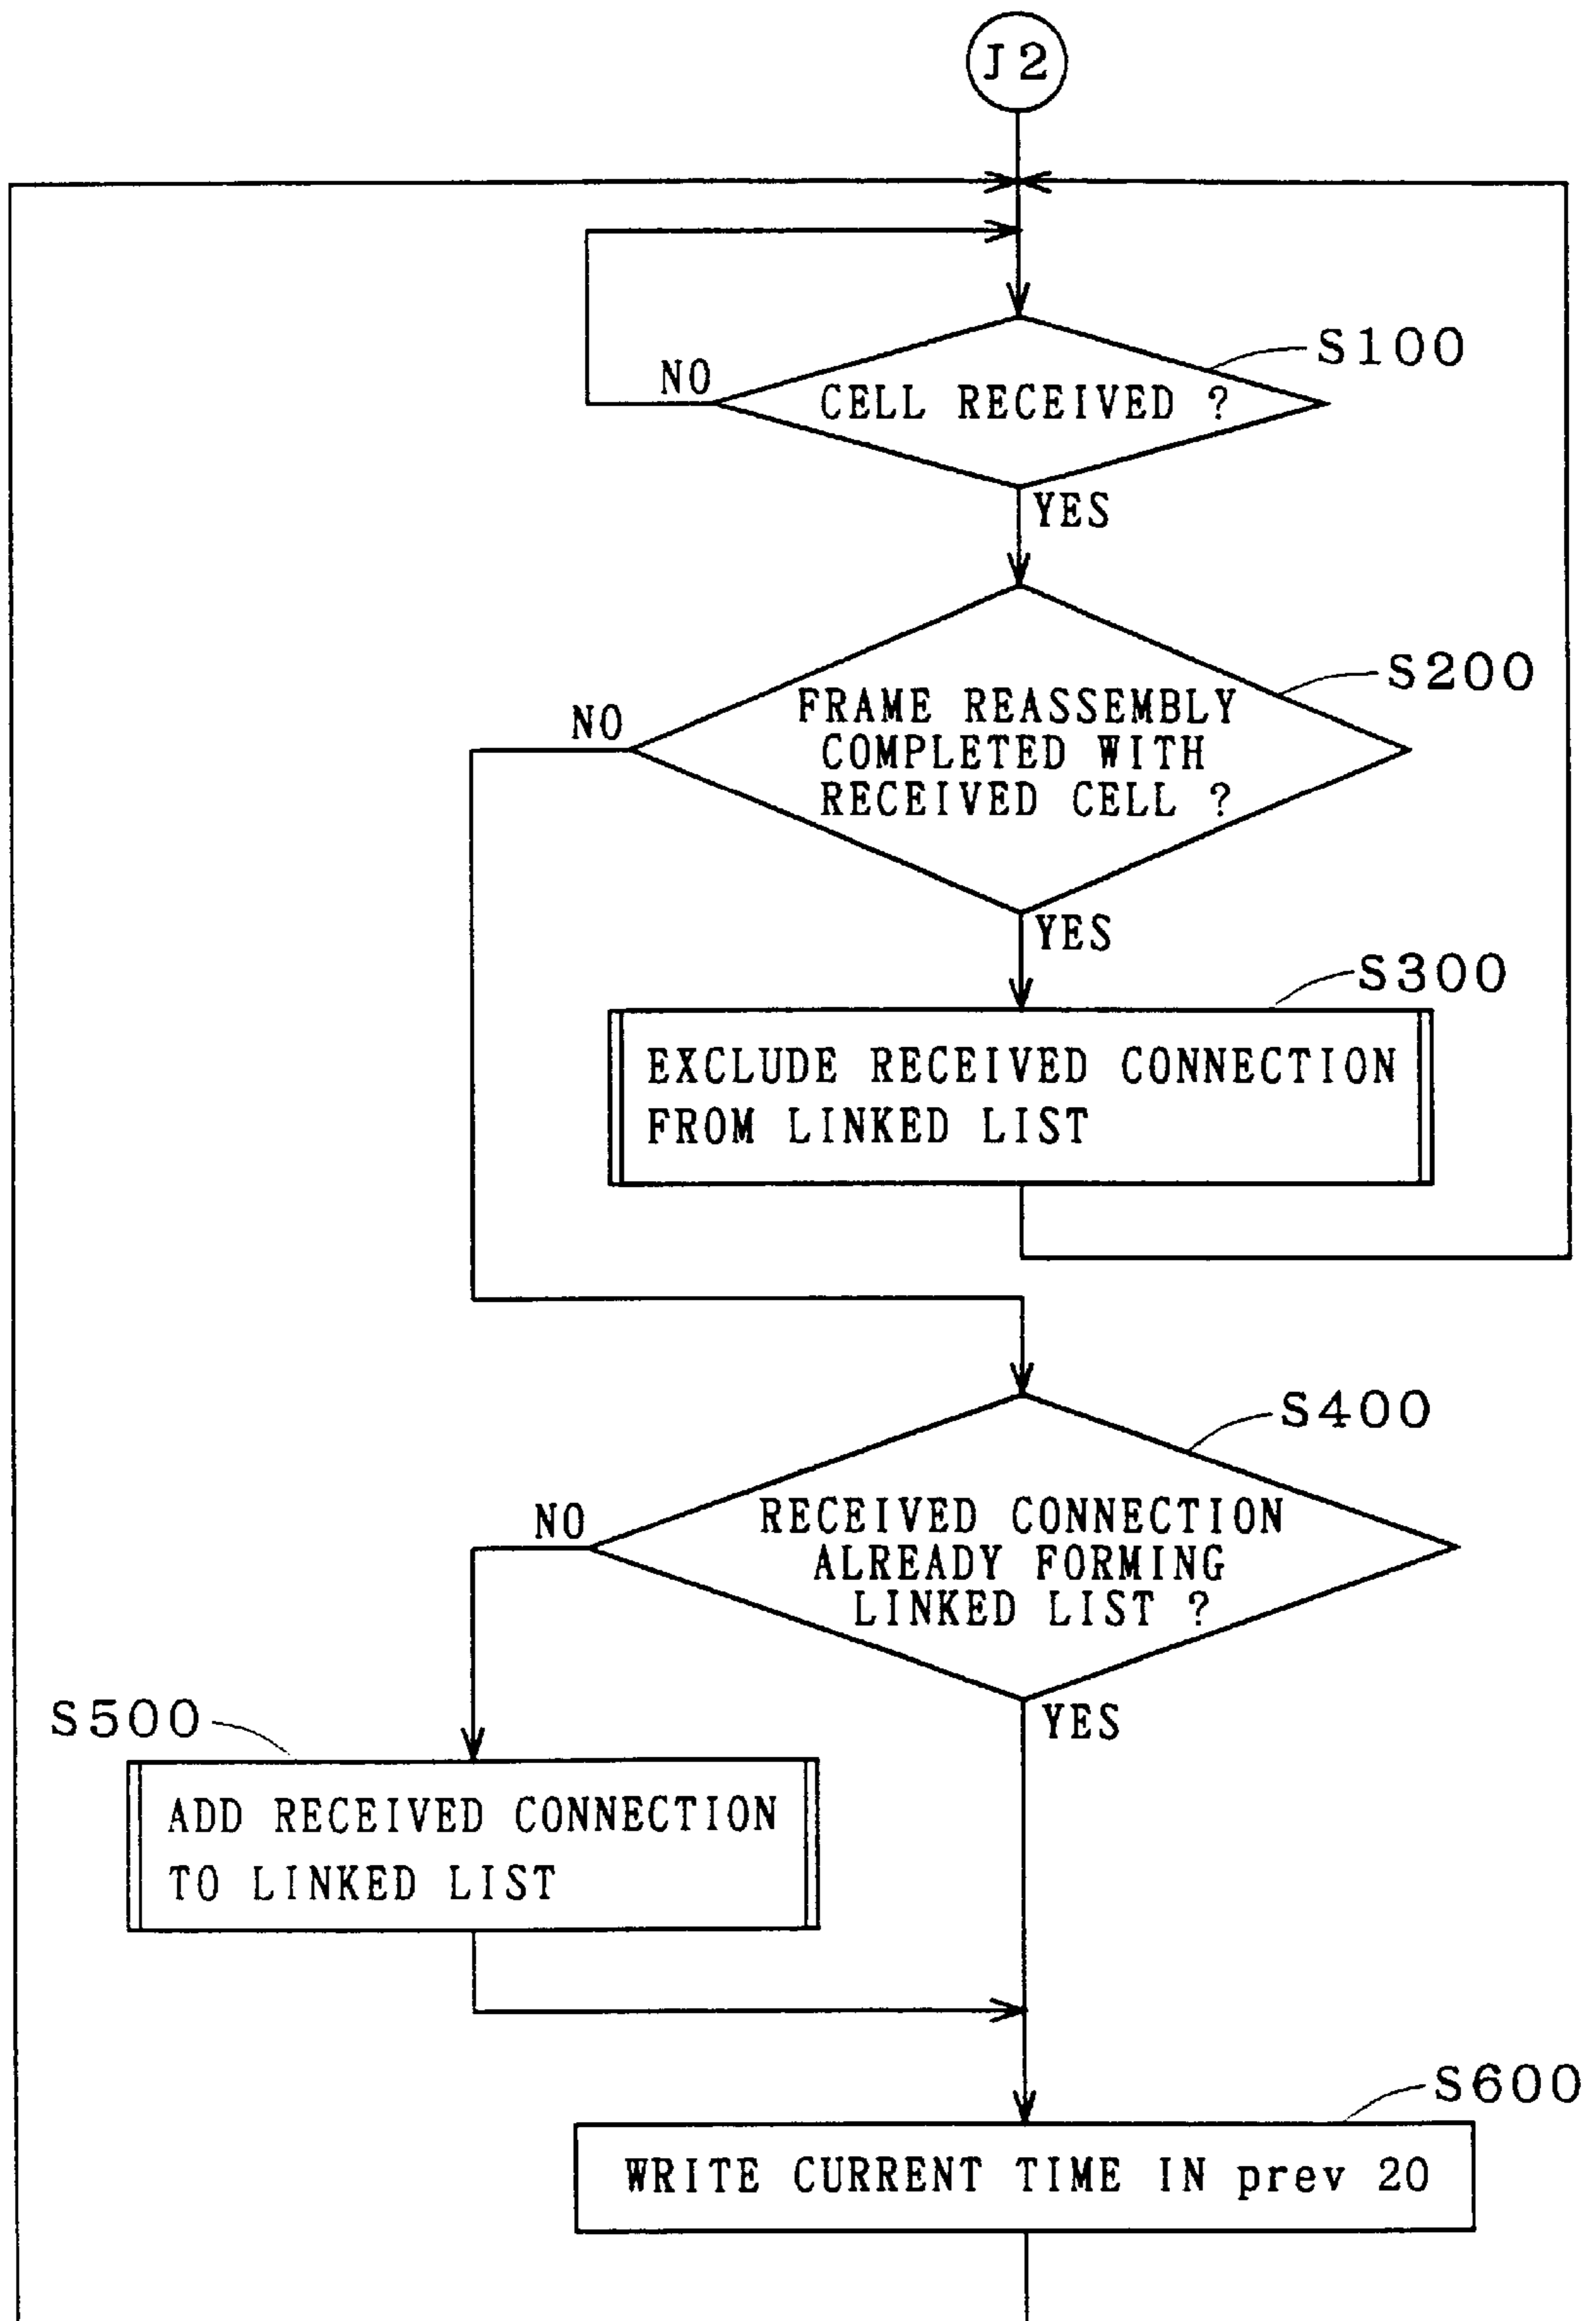 J2
S100
NO
CELL RECEIVED ?
YES
S200
NO
FRAME REASSEMBLY
COMPLETED WITH
RECEIVED CELL ?
YES
S300
EXCLUDE RECEIVED CONNECTION
FROM LINKED LIST
S400
NO
RECEIVED CONNECTION
ALREADY FORMING
LINKED LIST ?
YES
S500
ADD RECEIVED CONNECTION
TO LINKED LIST
S600
WRITE CURRENT TIME IN prev 20